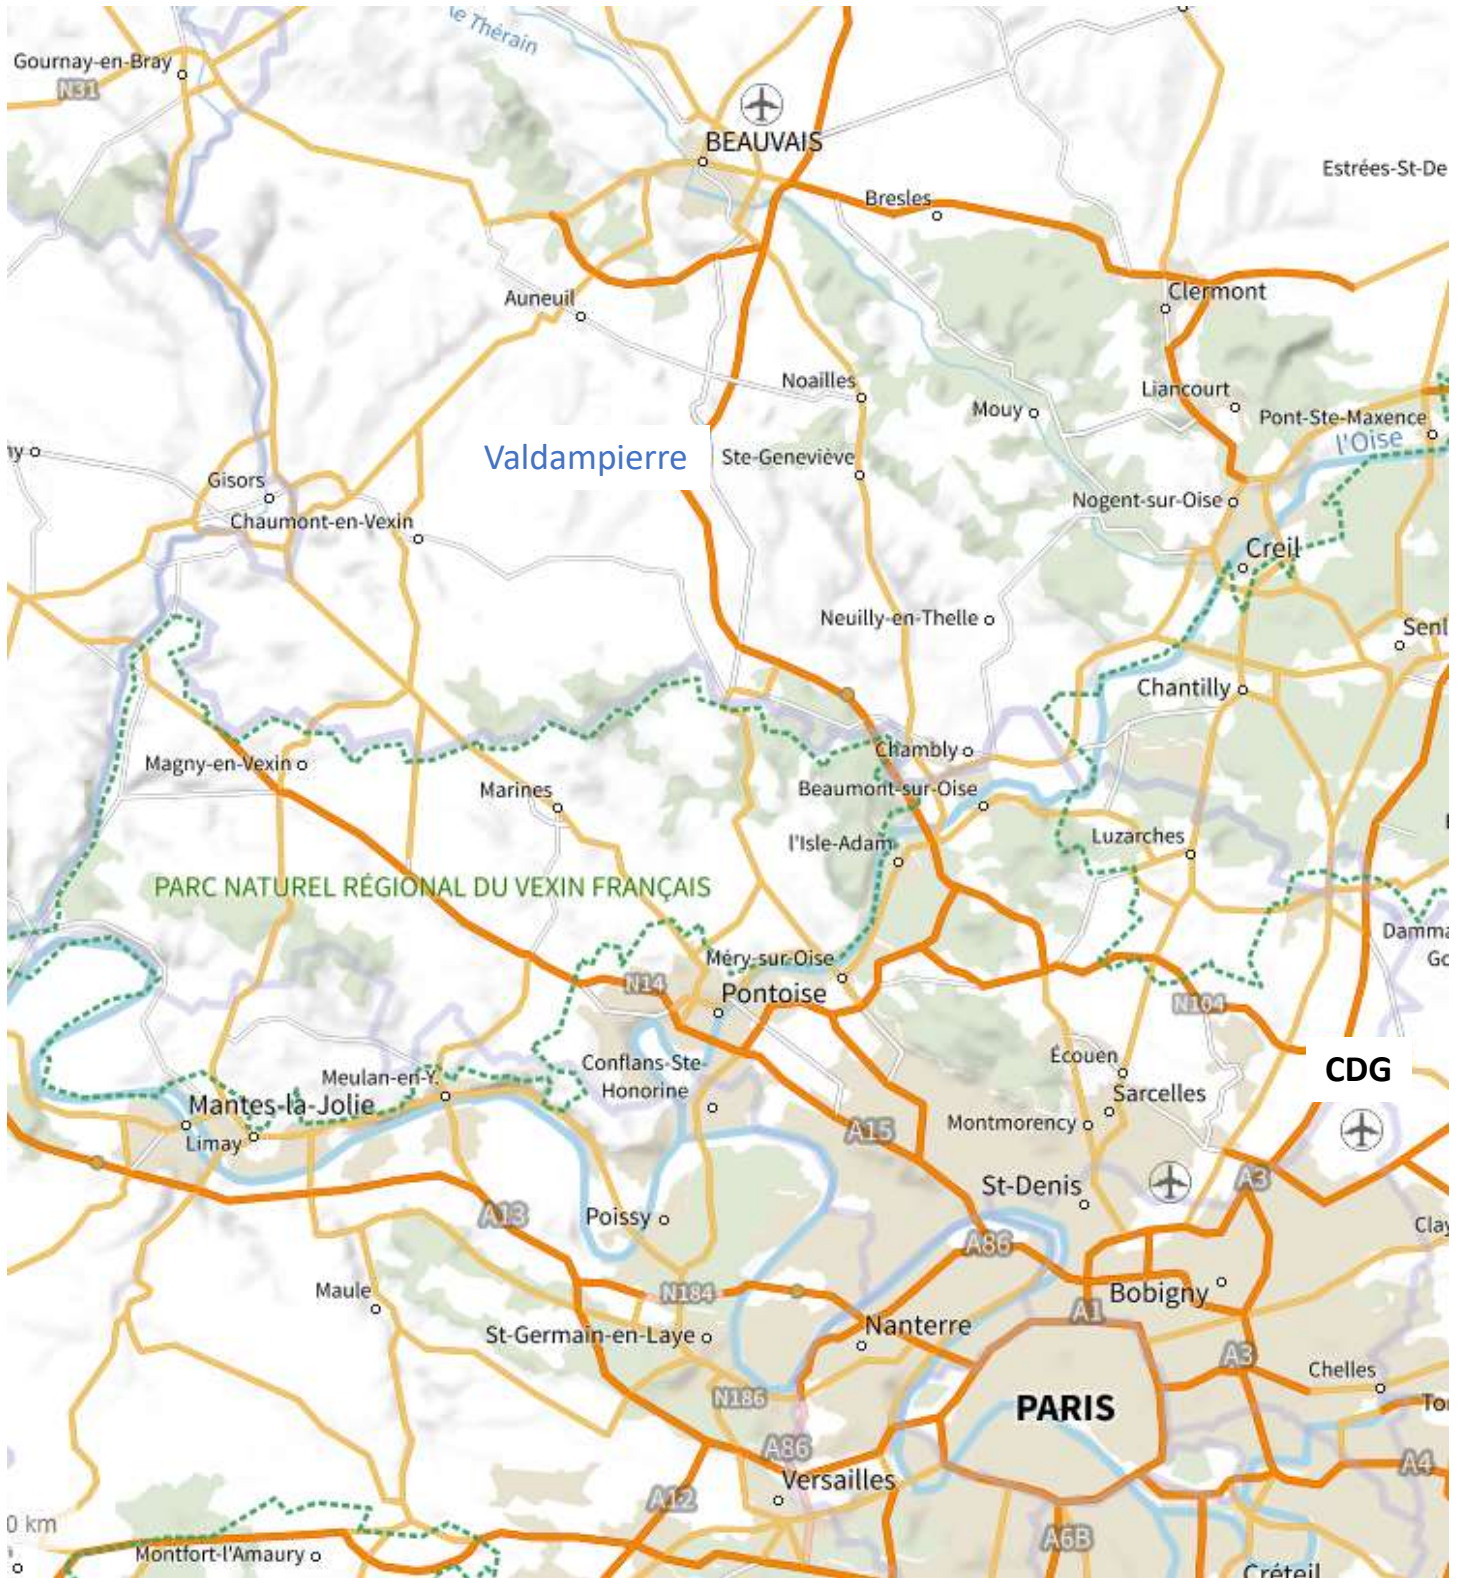 le Thérain
Gournay-en-Bray
N31
BEAUVAIS
Estrées-St-De
Bresles
Clermont
Auneuil
Noailles
Liancourt
Mouy
Pont-Ste-Maxence
l'Oise
ny
Valdampierre
Ste-Geneviève
Gisors
Nogent-sur-Oise
Chaumont-en-Vexin
Creil
Neuilly-en-Thelle
Senl
Chantilly
Chambly
Magny-en-Vexin
Marines
Beaumont-sur-Oise
l'Isle-Adam
Luzarches
PARC NATUREL RÉGIONAL DU VEXIN FRANÇAIS
Damma
Go
Méry-sur-Oise
N14
Pontoise
N104
Écouen
CDG
Conflans-Ste-
Honorine
Meulan-en-Y.
Sarcelles
Mantes-la-Jolie
Montmorency
A15
Limay
St-Denis
A3
A13
Poissy
Clay
A86
Maule
N184
Bobigny
A1
St-Germain-en-Laye
Nanterre
A3
Chelles
N186
PARIS
To
A86
A4
Versailles
A12
0 km
A6B
Montfort-l'Amaury
Créteil